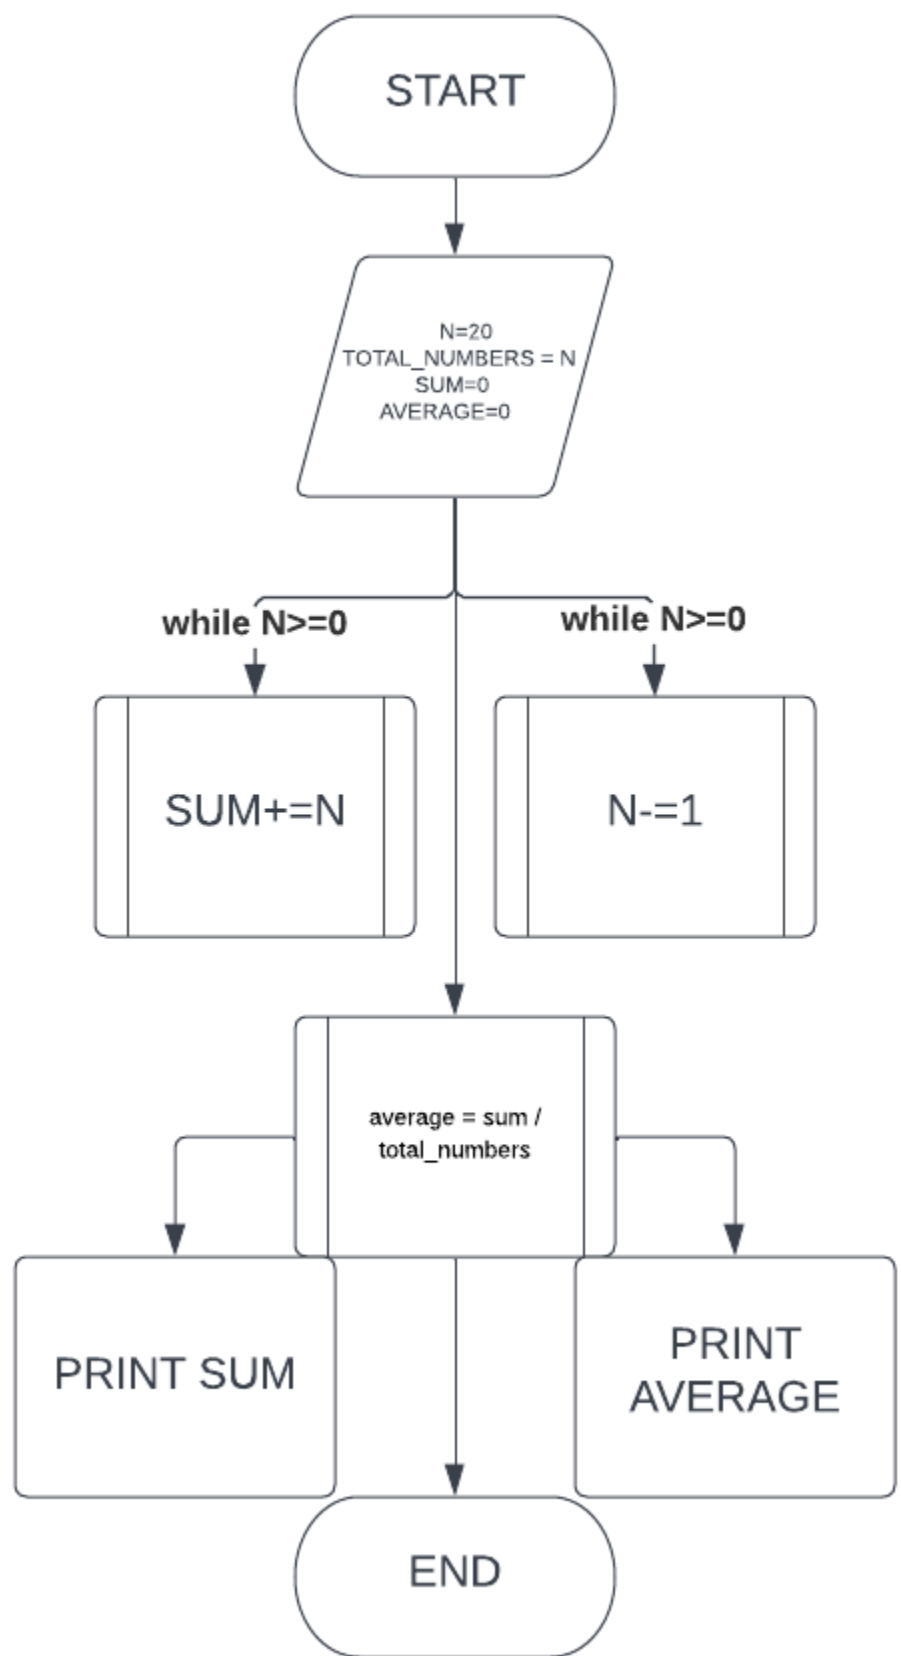 START
N=20
TOTAL_NUMBERS = N
SUM=0
AVERAGE=0
while N>=0
while N>=0
SUM+=N
N-=1
average = sum /
total_numbers
PRINT SUM
PRINT
AVERAGE
END